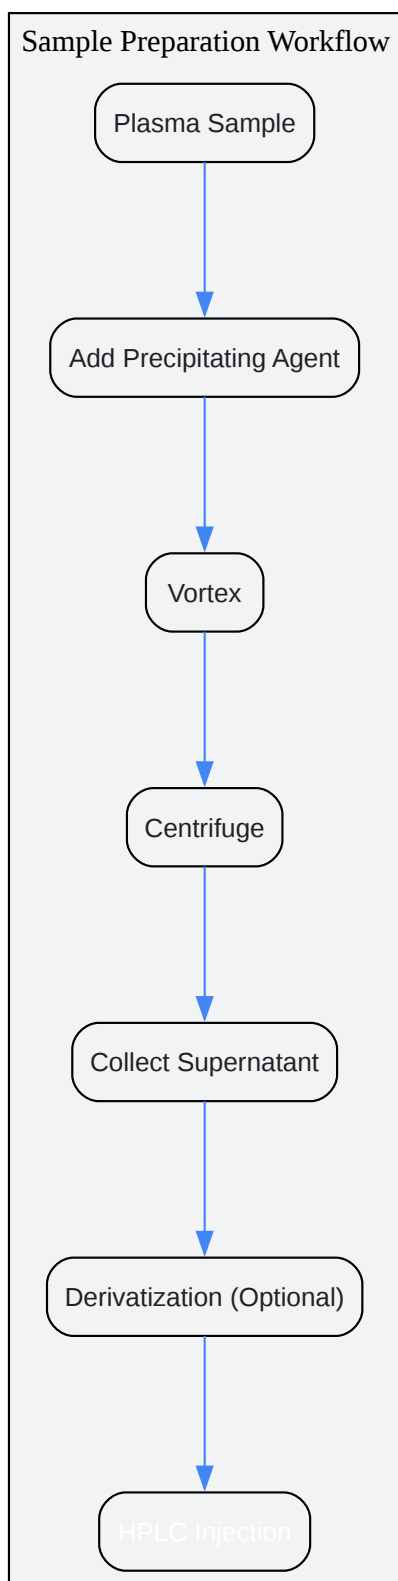 Sample Preparation Workflow
Plasma Sample
Add Precipitating Agent
Vortex
Centrifuge
Collect Supernatant
Derivatization (Optional)
HPLC Injection